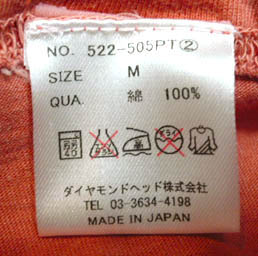 NO. 522-505PT②
SIZE M
QUA. 綿 100%
ダイヤモンドヘッド株式会社
TEL 03-3634-4198
MADE IN JAPAN